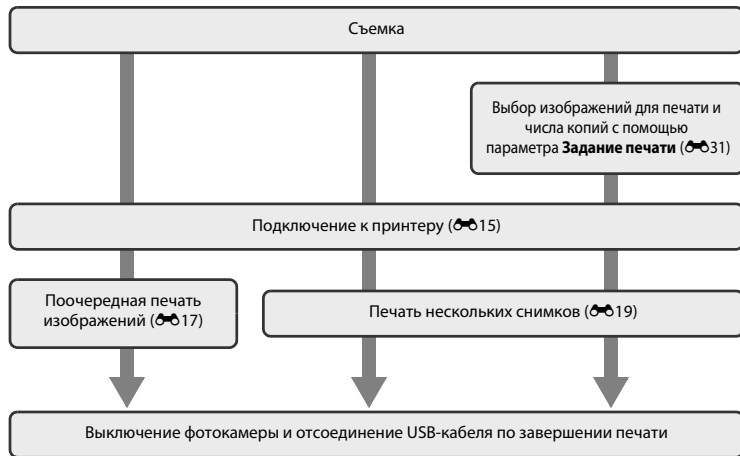 Съемка
Выбор изображений для печати и
числа копий с помощью
параметра Задание печати (31)
Подключение к принтеру (15)
Поочередная печать
изображений (17)
Печать нескольких снимков (19)
Выключение фотокамеры и отсоединение USB-кабеля по завершении печати